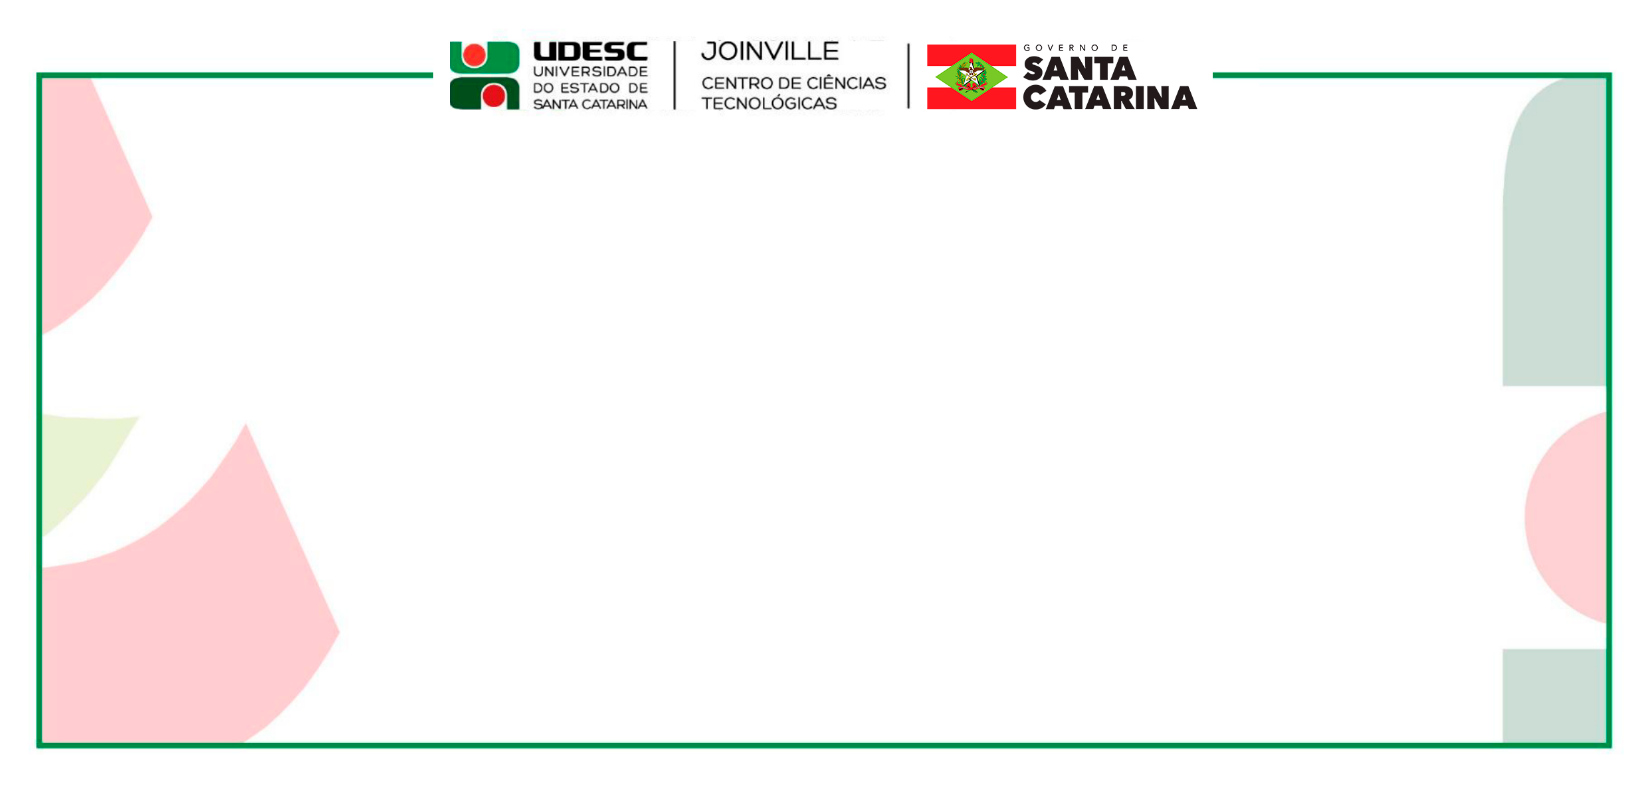 UDESC
UNIVERSIDADE
DO ESTADO DE
SANTA CATARINA
JOINVILLE
CENTRO DE CIÊNCIAS
TECNOLÓGICAS
GOVERNO DE
SANTA
CATARINA